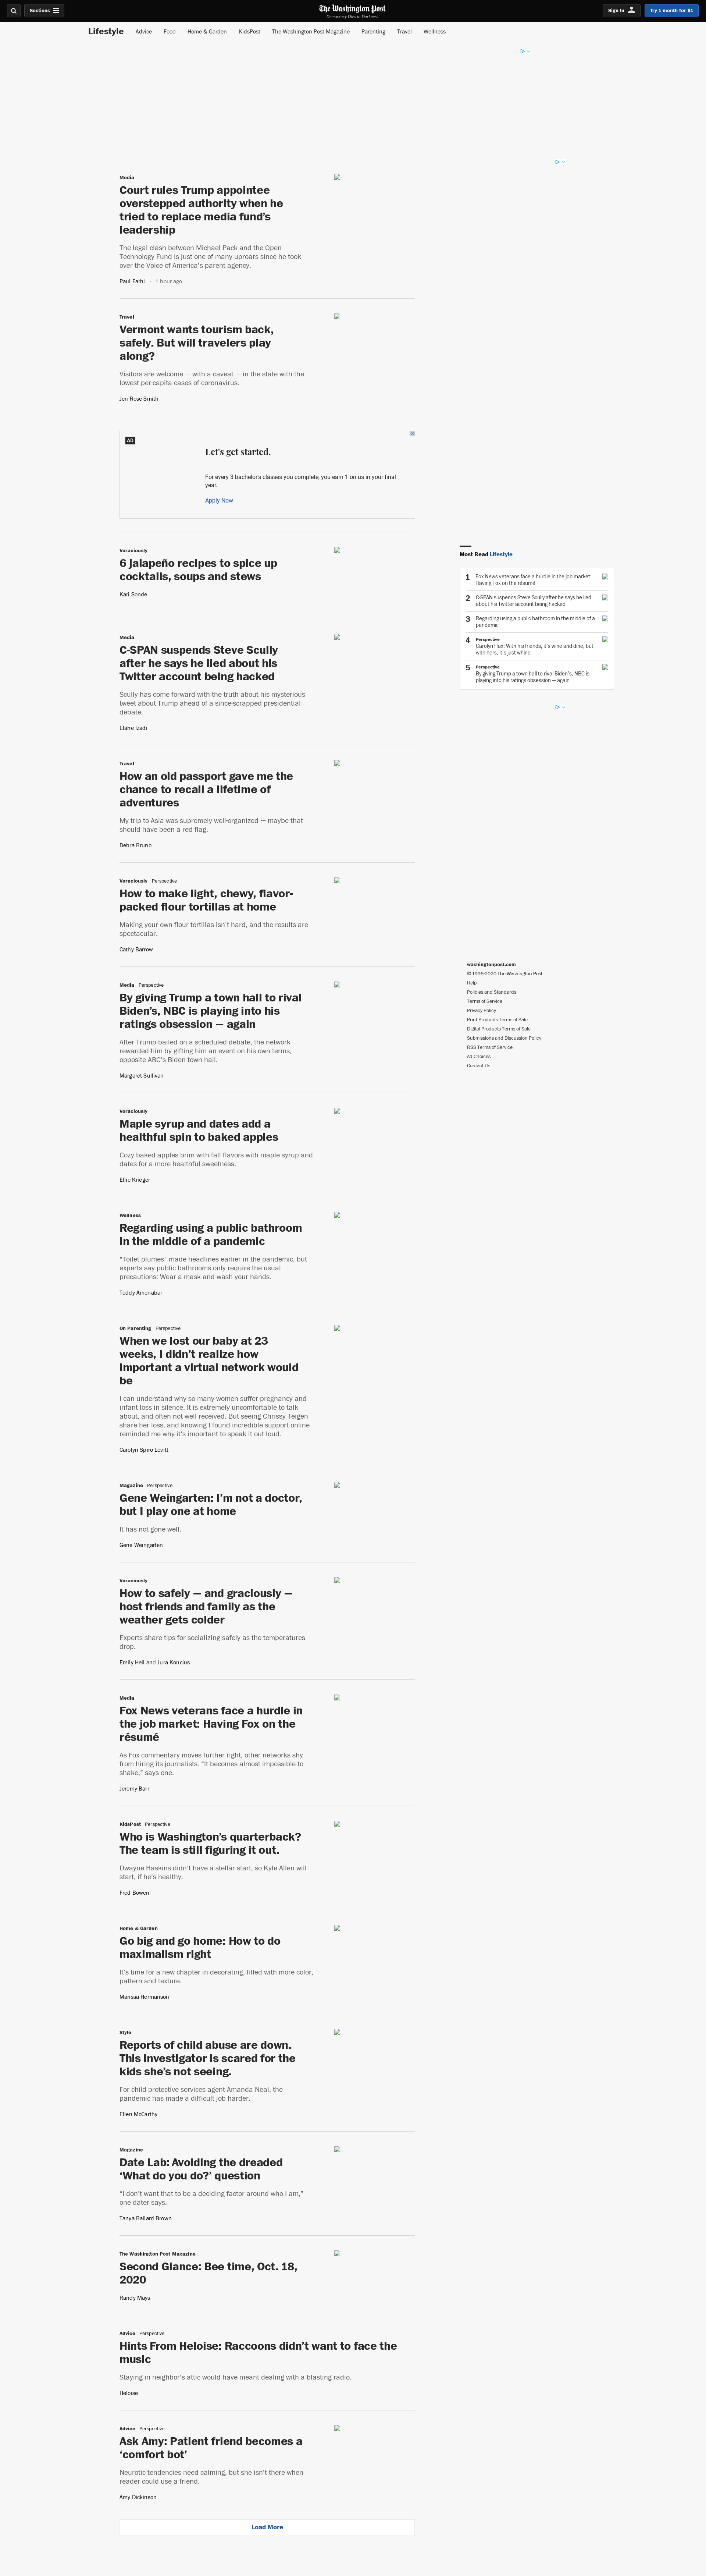 Sections
The Washington Post
Democracy Dies in Darkness
Sign In
Try 1 month for $1
Lifestyle
Advice
Food
Home & Garden
KidsPost
The Washington Post Magazine
Parenting
Travel
Wellness
Media
Court rules Trump appointee
overstepped authority when he
tried to replace media fund’s
leadership
The legal clash between Michael Pack and the Open
Technology Fund is just one of many uproars since he took
over the Voice of America’s parent agency.
Paul Farhi • 1 hour ago
Travel
Vermont wants tourism back,
safely. But will travelers play
along?
Visitors are welcome — with a caveat — in the state with the
lowest per-capita cases of coronavirus.
Jen Rose Smith
AD
Let's get started.
For every 3 bachelor's classes you complete, you earn 1 on us in your final
year.
Apply Now
Voraciously
6 jalapeño recipes to spice up
cocktails, soups and stews
Kari Sonde
Media
C-SPAN suspends Steve Scully
after he says he lied about his
Twitter account being hacked
Scully has come forward with the truth about his mysterious
tweet about Trump ahead of a since-scrapped presidential
debate.
Elahe Izadi
Travel
How an old passport gave me the
chance to recall a lifetime of
adventures
My trip to Asia was supremely well-organized — maybe that
should have been a red flag.
Debra Bruno
Voraciously Perspective
How to make light, chewy, flavor-
packed flour tortillas at home
Making your own flour tortillas isn’t hard, and the results are
spectacular.
Cathy Barrow
Media Perspective
By giving Trump a town hall to rival
Biden’s, NBC is playing into his
ratings obsession — again
After Trump bailed on a scheduled debate, the network
rewarded him by gifting him an event on his own terms,
opposite ABC’s Biden town hall.
Margaret Sullivan
Voraciously
Maple syrup and dates add a
healthful spin to baked apples
Cozy baked apples brim with fall flavors with maple syrup and
dates for a more healthful sweetness.
Ellie Krieger
Wellness
Regarding using a public bathroom
in the middle of a pandemic
“Toilet plumes” made headlines earlier in the pandemic, but
experts say public bathrooms only require the usual
precautions: Wear a mask and wash your hands.
Teddy Amenabar
On Parenting Perspective
When we lost our baby at 23
weeks, I didn’t realize how
important a virtual network would
be
I can understand why so many women suffer pregnancy and
infant loss in silence. It is extremely uncomfortable to talk
about, and often not well received. But seeing Chrissy Teigen
share her loss, and knowing I found incredible support online
reminded me why it's important to speak it out loud.
Carolyn Spiro-Levitt
Magazine Perspective
Gene Weingarten: I’m not a doctor,
but I play one at home
It has not gone well.
Gene Weingarten
Voraciously
How to safely — and graciously —
host friends and family as the
weather gets colder
Experts share tips for socializing safely as the temperatures
drop.
Emily Heil and Jura Koncius
Media
Fox News veterans face a hurdle in
the job market: Having Fox on the
résumé
As Fox commentary moves further right, other networks shy
from hiring its journalists. “It becomes almost impossible to
shake,” says one.
Jeremy Barr
KidsPost Perspective
Who is Washington’s quarterback?
The team is still figuring it out.
Dwayne Haskins didn’t have a stellar start, so Kyle Allen will
start, if he’s healthy.
Fred Bowen
Home & Garden
Go big and go home: How to do
maximalism right
It’s time for a new chapter in decorating, filled with more color,
pattern and texture.
Marissa Hermanson
Style
Reports of child abuse are down.
This investigator is scared for the
kids she’s not seeing.
For child protective services agent Amanda Neal, the
pandemic has made a difficult job harder.
Ellen McCarthy
Magazine
Date Lab: Avoiding the dreaded
‘What do you do?’ question
“I don’t want that to be a deciding factor around who I am,”
one dater says.
Tanya Ballard Brown
The Washington Post Magazine
Second Glance: Bee time, Oct. 18,
2020
Randy Mays
Advice Perspective
Hints From Heloise: Raccoons didn’t want to face the
music
Staying in neighbor’s attic would have meant dealing with a blasting radio.
Heloise
Advice Perspective
Ask Amy: Patient friend becomes a
‘comfort bot’
Neurotic tendencies need calming, but she isn’t there when
reader could use a friend.
Amy Dickinson
Load More
Most Read Lifestyle
1 Fox News veterans face a hurdle in the job market:
Having Fox on the résumé
2 C-SPAN suspends Steve Scully after he says he lied
about his Twitter account being hacked
3 Regarding using a public bathroom in the middle of a
pandemic
4 Perspective
Carolyn Hax: With his friends, it’s wine and dine, but
with hers, it’s just whine
5 Perspective
By giving Trump a town hall to rival Biden’s, NBC is
playing into his ratings obsession — again
washingtonpost.com
© 1996-2020 The Washington Post
Help
Policies and Standards
Terms of Service
Privacy Policy
Print Products Terms of Sale
Digital Products Terms of Sale
Submissions and Discussion Policy
RSS Terms of Service
Ad Choices
Contact Us